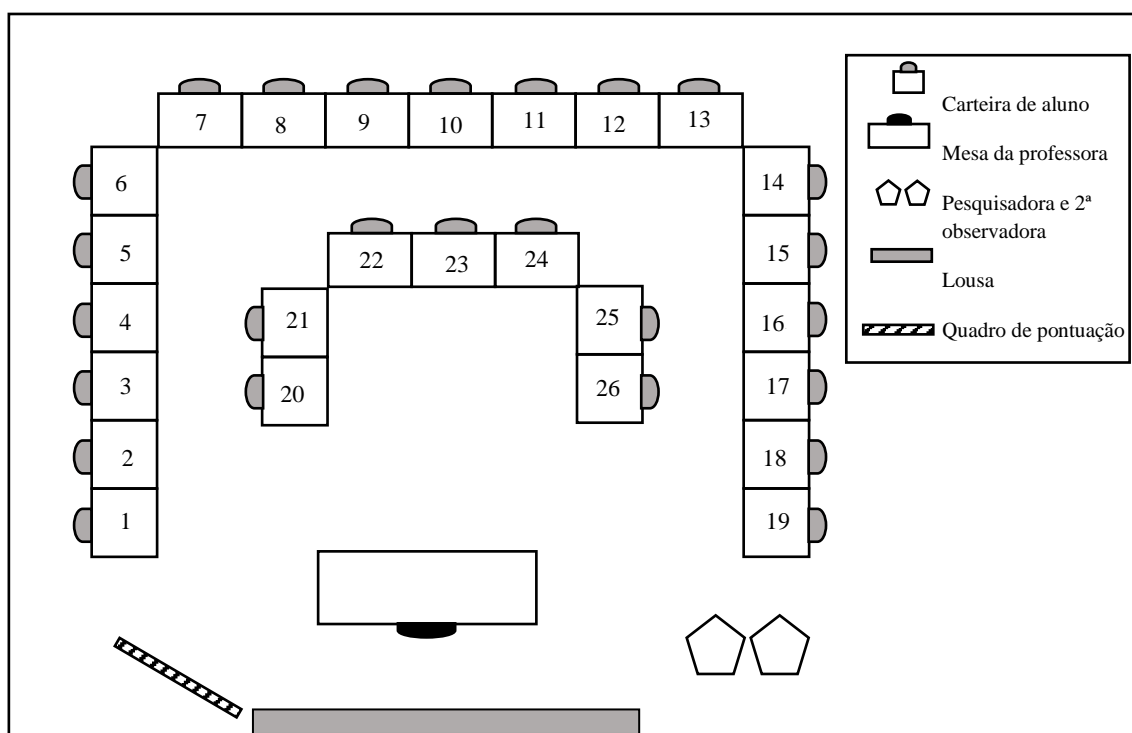 7 8 9 10 11 12 13
6 14
5 15
22 23 24
4 21 25 16
3 20 26 17
2 18
1 19
Carteira de aluno
Mesa da professora
Pesquisadora e 2ª
observadora
Lousa
Quadro de pontuação